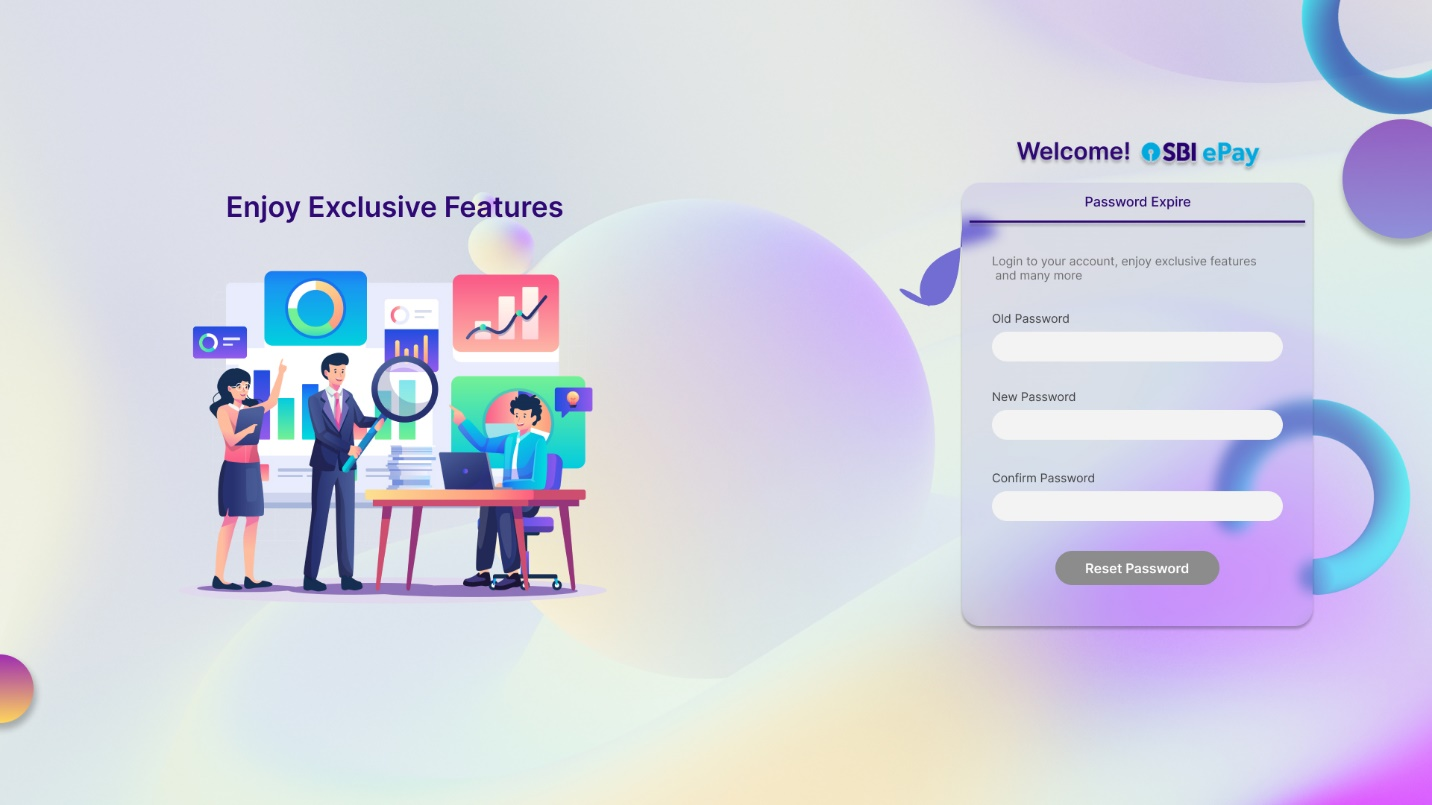 Enjoy Exclusive Features
Welcome! SBI ePay
Password Expire
Login to your account, enjoy exclusive features
and many more
Old Password
New Password
Confirm Password
Reset Password